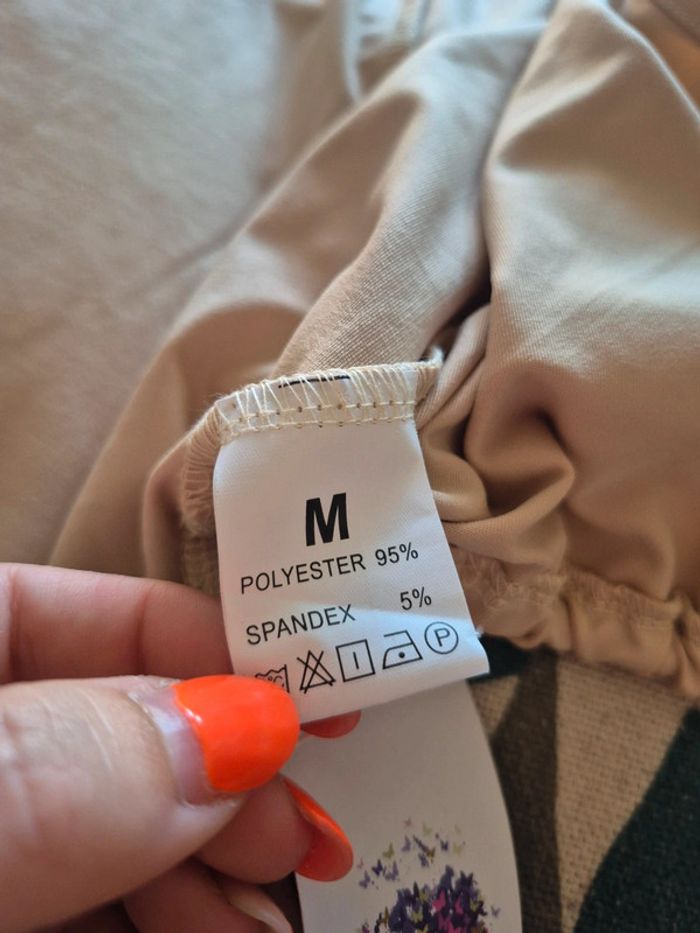 M
POLYESTER 95%
SPANDEX 5%
P